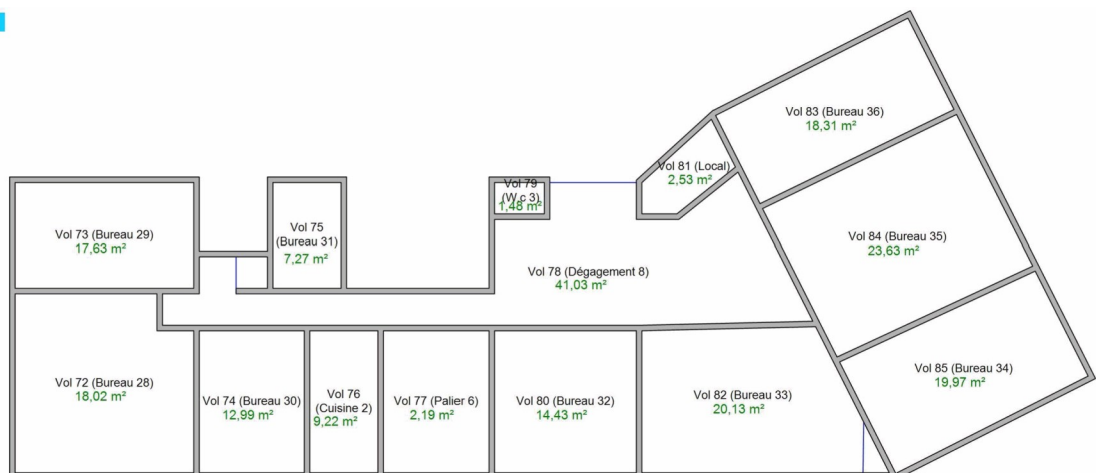 Vol 83 (Bureau 36)
18,31 m²
Vol 81 (Local)
2,53 m²
Vol 79
(W.c 3)
1,48 m²
Vol 73 (Bureau 29)
17,63 m²
Vol 75
(Bureau 31)
7,27 m²
Vol 84 (Bureau 35)
23,63 m²
Vol 78 (Dégagement 8)
41,03 m²
Vol 72 (Bureau 28)
18,02 m²
Vol 74 (Bureau 30)
12,99 m²
Vol 76
(Cuisine 2)
9,22 m²
Vol 77 (Palier 6)
2,19 m²
Vol 80 (Bureau 32)
14,43 m²
Vol 82 (Bureau 33)
20,13 m²
Vol 85 (Bureau 34)
19,97 m²